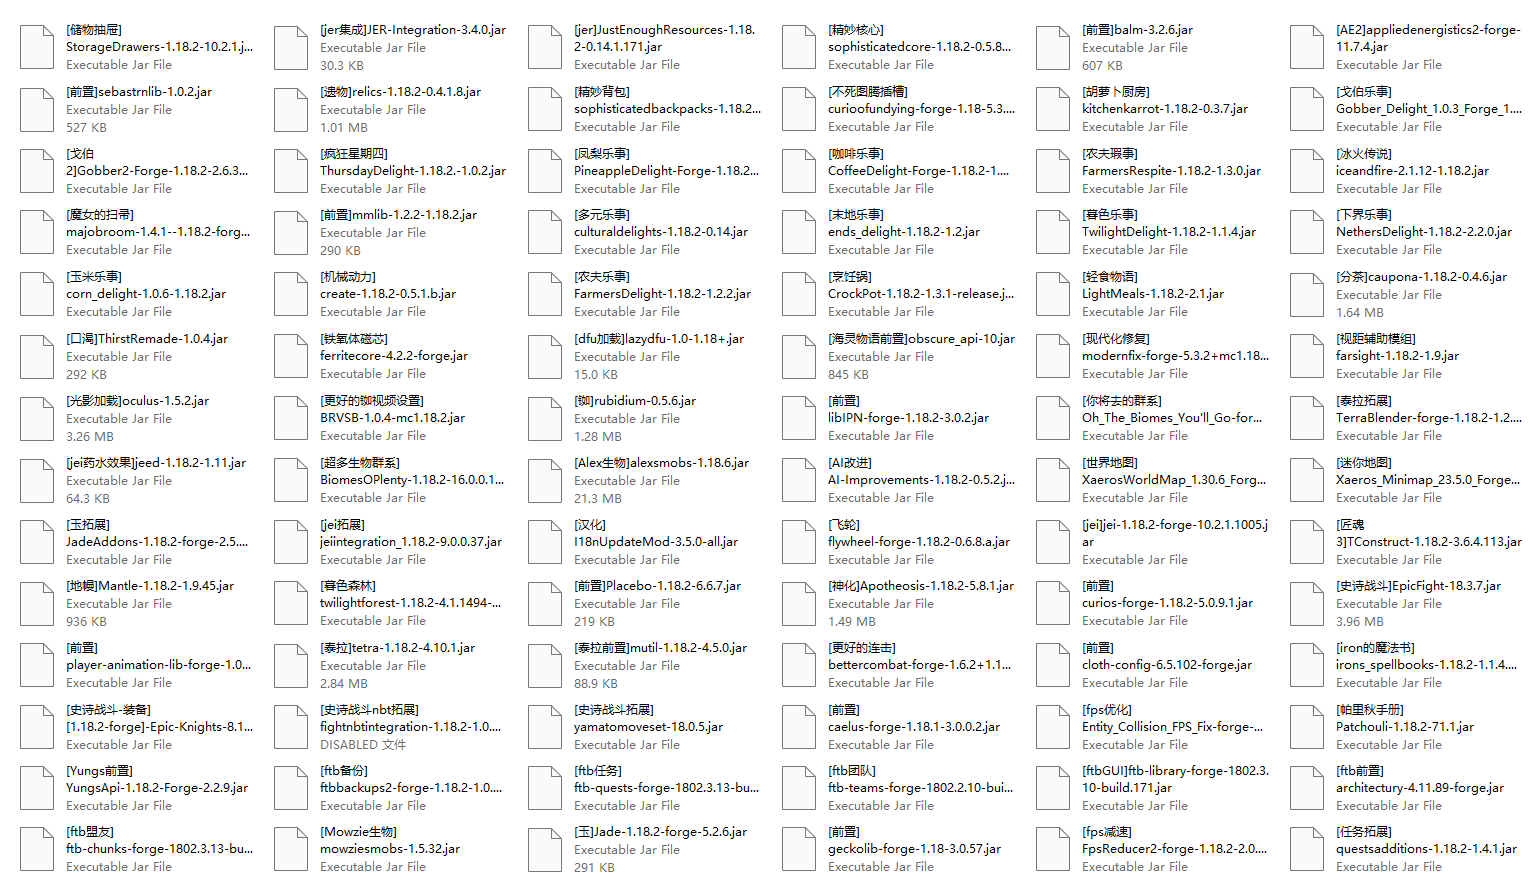 [储物抽屉]
StorageDrawers-1.18.2-10.2.1.j...
Executable Jar File
[jer集成]JER-Integration-3.4.0.jar
Executable Jar File
30.3 KB
[jer]JustEnoughResources-1.18.
2-0.14.1.171.jar
Executable Jar File
[精妙核心]
sophisticatedcore-1.18.2-0.5.8...
Executable Jar File
[前置]balm-3.2.6.jar
Executable Jar File
607 KB
[AE2]appliedenergistics2-forge-
11.7.4.jar
Executable Jar File
[前置]sebastrnlib-1.0.2.jar
Executable Jar File
527 KB
[遗物]relics-1.18.2-0.4.1.8.jar
Executable Jar File
1.01 MB
[精妙背包]
sophisticatedbackpacks-1.18.2...
Executable Jar File
[不死图腾插槽]
curioofundying-forge-1.18-5.3....
Executable Jar File
[胡萝卜厨房]
kitchenkarrot-1.18.2-0.3.7.jar
Executable Jar File
[戈伯乐事]
Gobber_Delight_1.0.3_Forge_1....
Executable Jar File
[戈伯
2]Gobber2-Forge-1.18.2-2.6.3...
Executable Jar File
[疯狂星期四]
ThursdayDelight-1.18.2.-1.0.2.jar
Executable Jar File
[凤梨乐事]
PineappleDelight-Forge-1.18.2...
Executable Jar File
[咖啡乐事]
CoffeeDelight-Forge-1.18.2-1....
Executable Jar File
[农夫瑕事]
FarmersRespite-1.18.2-1.3.0.jar
Executable Jar File
[冰火传说]
iceandfire-2.1.12-1.18.2.jar
Executable Jar File
[魔女的扫帚]
majobroom-1.4.1--1.18.2-forg...
Executable Jar File
[前置]mmlib-1.2.2-1.18.2.jar
Executable Jar File
290 KB
[多元乐事]
culturaldelights-1.18.2-0.14.jar
Executable Jar File
[末地乐事]
ends_delight-1.18.2-1.2.jar
Executable Jar File
[暮色乐事]
TwilightDelight-1.18.2-1.1.4.jar
Executable Jar File
[下界乐事]
NethersDelight-1.18.2-2.2.0.jar
Executable Jar File
[玉米乐事]
corn_delight-1.0.6-1.18.2.jar
Executable Jar File
[机械动力]
create-1.18.2-0.5.1.b.jar
Executable Jar File
[农夫乐事]
FarmersDelight-1.18.2-1.2.2.jar
Executable Jar File
[烹饪锅]
CrockPot-1.18.2-1.3.1-release.j...
Executable Jar File
[轻食物语]
LightMeals-1.18.2-2.1.jar
Executable Jar File
[分茶]caupona-1.18.2-0.4.6.jar
Executable Jar File
1.64 MB
[口渴]ThirstRemade-1.0.4.jar
Executable Jar File
292 KB
[铁氧体磁芯]
ferritecore-4.2.2-forge.jar
Executable Jar File
[dfu加载]lazydfu-1.0-1.18+.jar
Executable Jar File
15.0 KB
[海灵物语前置]obscure_api-10.jar
Executable Jar File
845 KB
[现代化修复]
modernfix-forge-5.3.2+mc1.18...
Executable Jar File
[视距辅助模组]
farsight-1.18.2-1.9.jar
Executable Jar File
[光影加载]oculus-1.5.2.jar
Executable Jar File
3.26 MB
[更好的铷视频设置]
BRVSB-1.0.4-mc1.18.2.jar
Executable Jar File
[铷]rubidium-0.5.6.jar
Executable Jar File
1.28 MB
[前置]
libIPN-forge-1.18.2-3.0.2.jar
Executable Jar File
[你将去的群系]
Oh_The_Biomes_You'll_Go-for...
Executable Jar File
[泰拉拓展]
TerraBlender-forge-1.18.2-1.2....
Executable Jar File
[jei药水效果]jeed-1.18.2-1.11.jar
Executable Jar File
64.3 KB
[超多生物群系]
BiomesOPlenty-1.18.2-16.0.0.1...
Executable Jar File
[Alex生物]alexsmobs-1.18.6.jar
Executable Jar File
21.3 MB
[AI改进]
AI-Improvements-1.18.2-0.5.2.j...
Executable Jar File
[世界地图]
XaerosWorldMap_1.30.6_Forg...
Executable Jar File
[迷你地图]
Xaeros_Minimap_23.5.0_Forge...
Executable Jar File
[玉拓展]
JadeAddons-1.18.2-forge-2.5....
Executable Jar File
[jei拓展]
jeiintegration_1.18.2-9.0.0.37.jar
Executable Jar File
[汉化]
I18nUpdateMod-3.5.0-all.jar
Executable Jar File
[飞轮]
flywheel-forge-1.18.2-0.6.8.a.jar
Executable Jar File
[jei]jei-1.18.2-forge-10.2.1.1005.j
ar
Executable Jar File
[匠魂
3]TConstruct-1.18.2-3.6.4.113.jar
Executable Jar File
[地幔]Mantle-1.18.2-1.9.45.jar
Executable Jar File
936 KB
[暮色森林]
twilightforest-1.18.2-4.1.1494-...
Executable Jar File
[前置]Placebo-1.18.2-6.6.7.jar
Executable Jar File
219 KB
[神化]Apotheosis-1.18.2-5.8.1.jar
Executable Jar File
1.49 MB
[前置]
curios-forge-1.18.2-5.0.9.1.jar
Executable Jar File
[史诗战斗]EpicFight-18.3.7.jar
Executable Jar File
3.96 MB
[前置]
player-animation-lib-forge-1.0...
Executable Jar File
[泰拉]tetra-1.18.2-4.10.1.jar
Executable Jar File
2.84 MB
[泰拉前置]mutil-1.18.2-4.5.0.jar
Executable Jar File
88.9 KB
[更好的连击]
bettercombat-forge-1.6.2+1.1...
Executable Jar File
[前置]
cloth-config-6.5.102-forge.jar
Executable Jar File
[iron的魔法书]
irons_spellbooks-1.18.2-1.1.4....
Executable Jar File
[史诗战斗-装备]
[1.18.2-forge]-Epic-Knights-8.1...
Executable Jar File
[史诗战斗nbt拓展]
fightnbtintegration-1.18.2-1.0....
DISABLED 文件
[史诗战斗拓展]
yamatomoveset-18.0.5.jar
Executable Jar File
[前置]
caelus-forge-1.18.1-3.0.0.2.jar
Executable Jar File
[fps优化]
Entity_Collision_FPS_Fix-forge-...
Executable Jar File
[帕里秋手册]
Patchouli-1.18.2-71.1.jar
Executable Jar File
[Yungs前置]
YungsApi-1.18.2-Forge-2.2.9.jar
Executable Jar File
[ftb备份]
ftbbackups2-forge-1.18.2-1.0....
Executable Jar File
[ftb任务]
ftb-quests-forge-1802.3.13-bu...
Executable Jar File
[ftb团队]
ftb-teams-forge-1802.2.10-bui...
Executable Jar File
[ftbGUI]ftb-library-forge-1802.3.
10-build.171.jar
Executable Jar File
[ftb前置]
architectury-4.11.89-forge.jar
Executable Jar File
[ftb盟友]
ftb-chunks-forge-1802.3.13-bu...
Executable Jar File
[Mowzie生物]
mowziesmobs-1.5.32.jar
Executable Jar File
[玉]Jade-1.18.2-forge-5.2.6.jar
Executable Jar File
291 KB
[前置]
geckolib-forge-1.18-3.0.57.jar
Executable Jar File
[fps减速]
FpsReducer2-forge-1.18.2-2.0....
Executable Jar File
[任务拓展]
questsadditions-1.18.2-1.4.1.jar
Executable Jar File